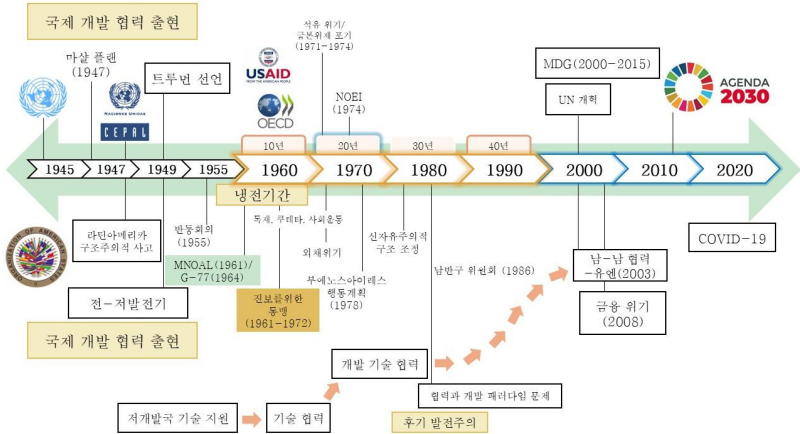 국제 개발 협력 출현
마샬 플랜
(1947)
트루먼 선언
NACIONES UNIDAS
CEPAL
USAID
FROM THE AMERICAN PEOPLE
OECD
석유 위기/
금본위제 포기
(1971-1974)
NOEI
(1974)
MDG(2000-2015)
UN 개혁
AGENDA
2030
10년
20년
30년
40년
1945
1947
1949
1955
1960
1970
1980
1990
2000
2010
2020
냉전기간
ORGANIZATION OF AMERICAN STATES
라틴아메리카
구조주의적 사고
반둥회의
(1955)
독재, 쿠데타, 사회운동
외채위기
신자유주의적
구조 조정
COVID-19
MNOAL(1961)/
G-77(1964)
부에노스아이레스
행동계획
(1978)
남반구 위원회 (1986)
남-남 협력
-유엔(2003)
전-저발전기
진보를위한
동맹
(1961-1972)
금융 위기
(2008)
국제 개발 협력 출현
개발 기술 협력
협력과 개발 패러다임 문제
저개발국 기술 지원
기술 협력
후기 발전주의